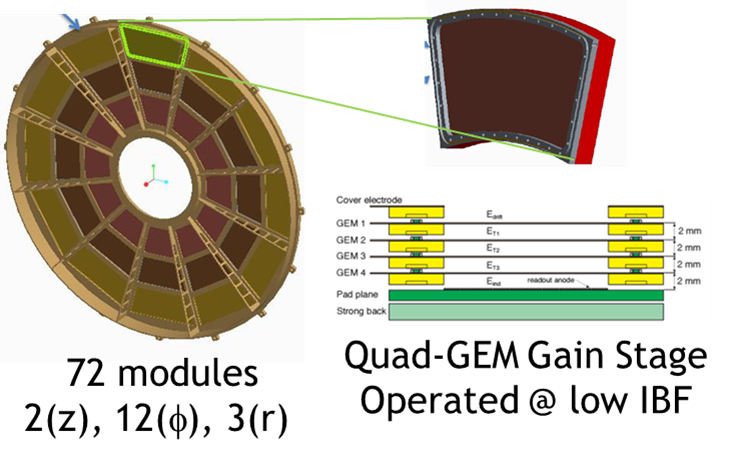 Cover electrode
E_drift
GEM 1
E_T1
2 mm
GEM 2
E_T2
2 mm
GEM 3
E_T3
2 mm
GEM 4
E_ind
readout anode
Pad plane
Strong back
72 modules
2(z), 12(ϕ), 3(r)
Quad-GEM Gain Stage
Operated @ low IBF